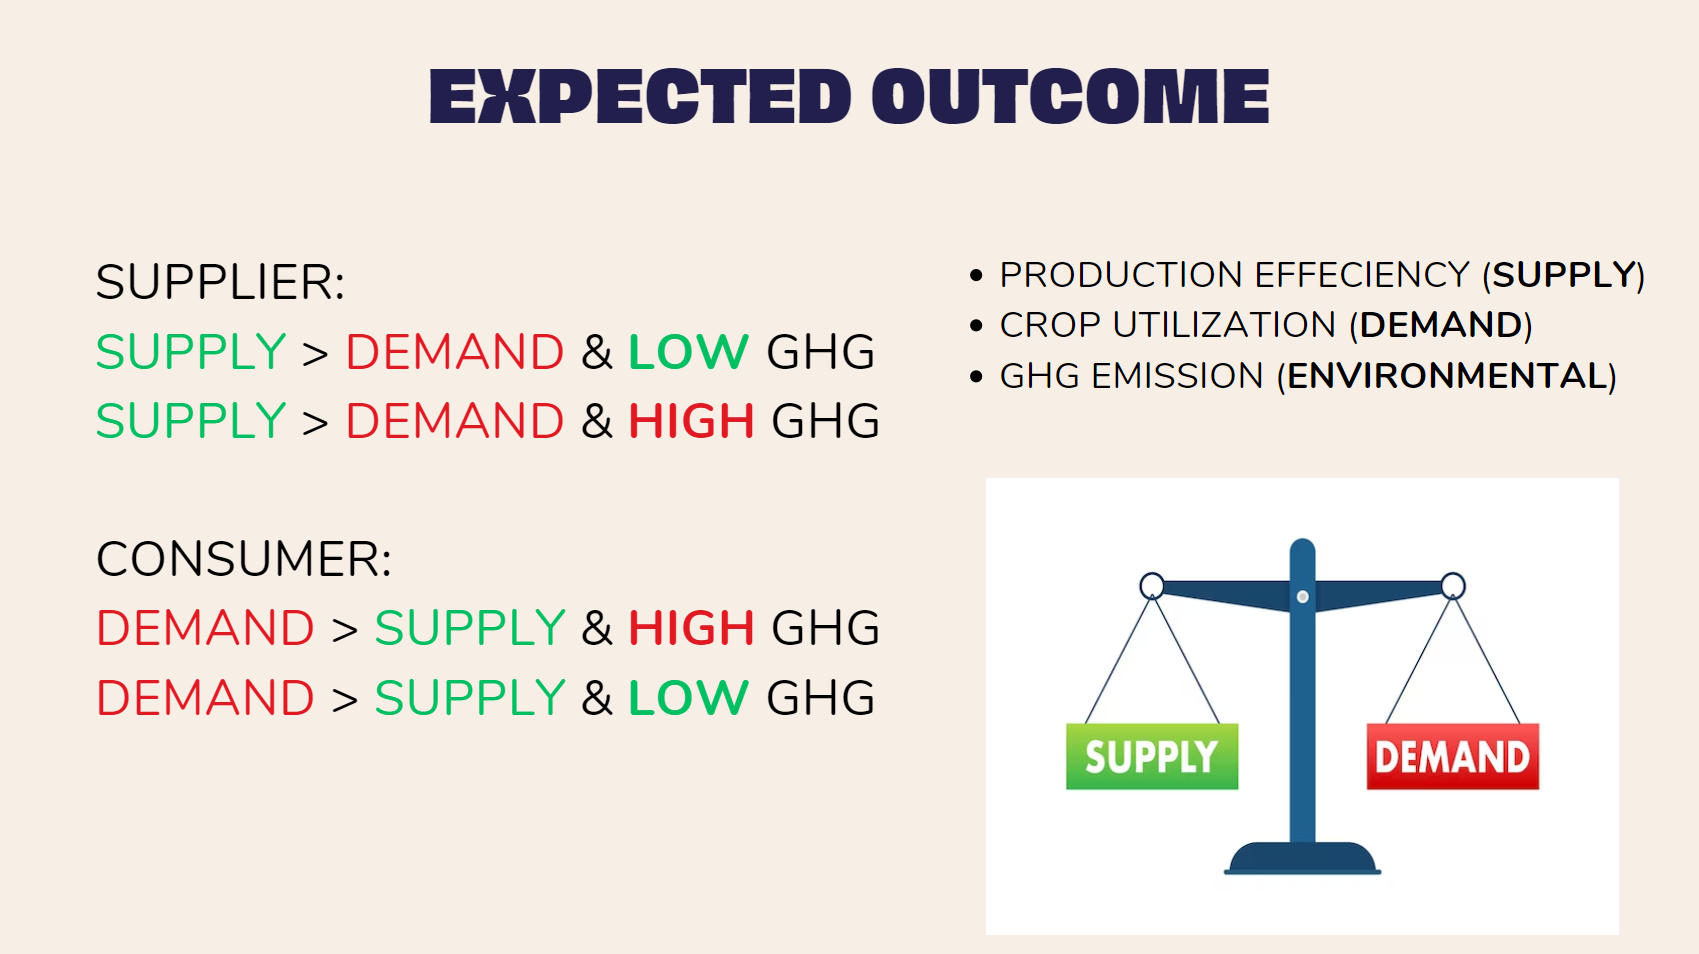 EXPECTED OUTCOME
SUPPLIER:
SUPPLY > DEMAND & LOW GHG
SUPPLY > DEMAND & HIGH GHG
CONSUMER:
DEMAND > SUPPLY & HIGH GHG
DEMAND > SUPPLY & LOW GHG
• PRODUCTION EFFECIENCY (SUPPLY)
• CROP UTILIZATION (DEMAND)
• GHG EMISSION (ENVIRONMENTAL)
SUPPLY
DEMAND